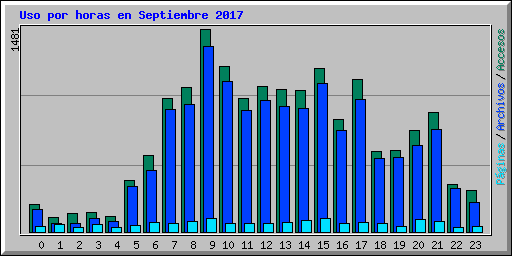 Uso por horas en Septiembre 2017
1481
Páginas / Archivos / Accesos
0 1 2 3 4 5 6 7 8 9 10 11 12 13 14 15 16 17 18 19 20 21 22 23